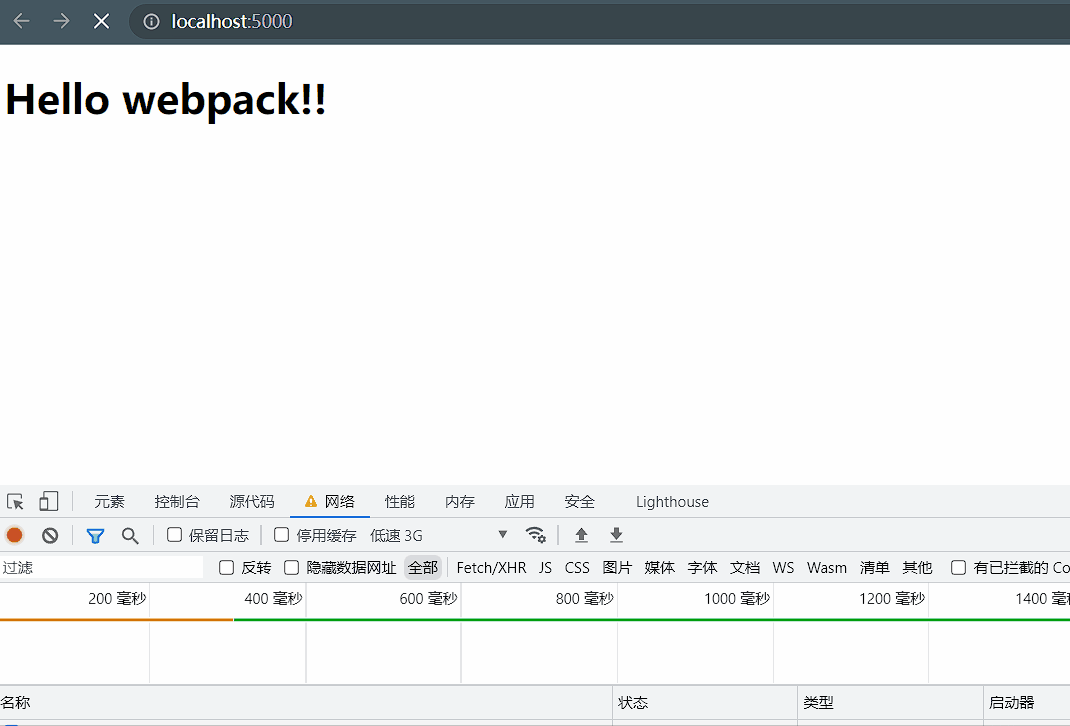 localhost:5000
Hello webpack!!
元素 控制台 源代码 网络 性能 内存 应用 安全 Lighthouse
保留日志 停用缓存 低速 3G
过滤 反转 隐藏数据网址 全部 Fetch/XHR JS CSS 图片 媒体 字体 文档 WS Wasm 清单 其他 有已拦截的 Co
200 毫秒 400 毫秒 600 毫秒 800 毫秒 1000 毫秒 1200 毫秒 1400 毫
名称 状态 类型 启动器